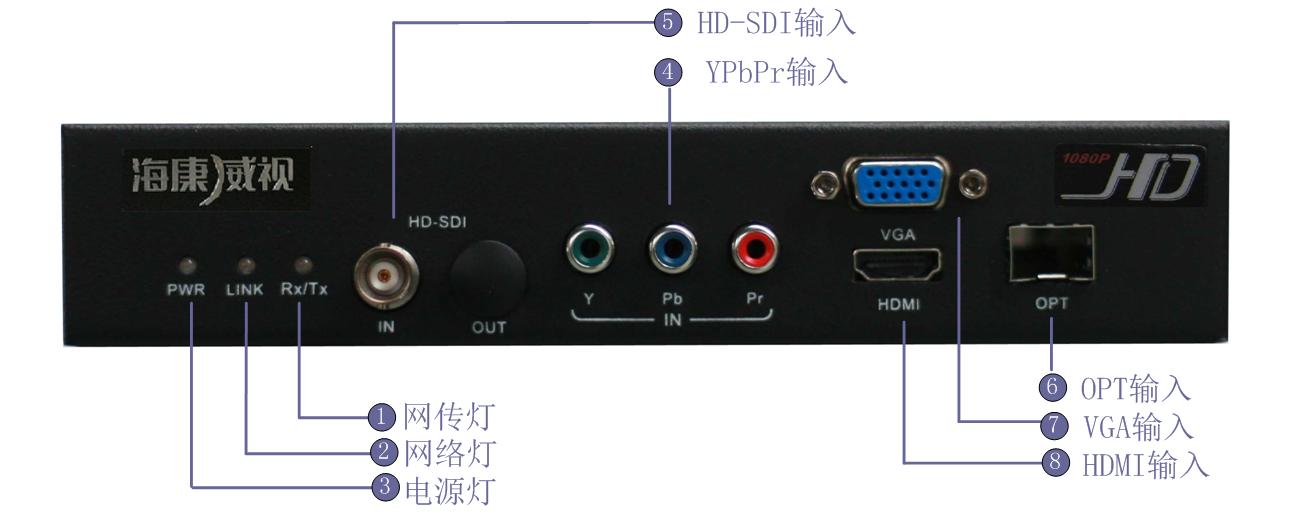 5 HD-SDI输入
4 YPbPr输入
海康威视
1080P HD
HD-SDI
VGA
PWR LINK Rx/Tx
HDMI
OPT
Y Pb Pr
IN
IN OUT
1 网传灯
2 网络灯
3 电源灯
6 OPT输入
7 VGA输入
8 HDMI输入